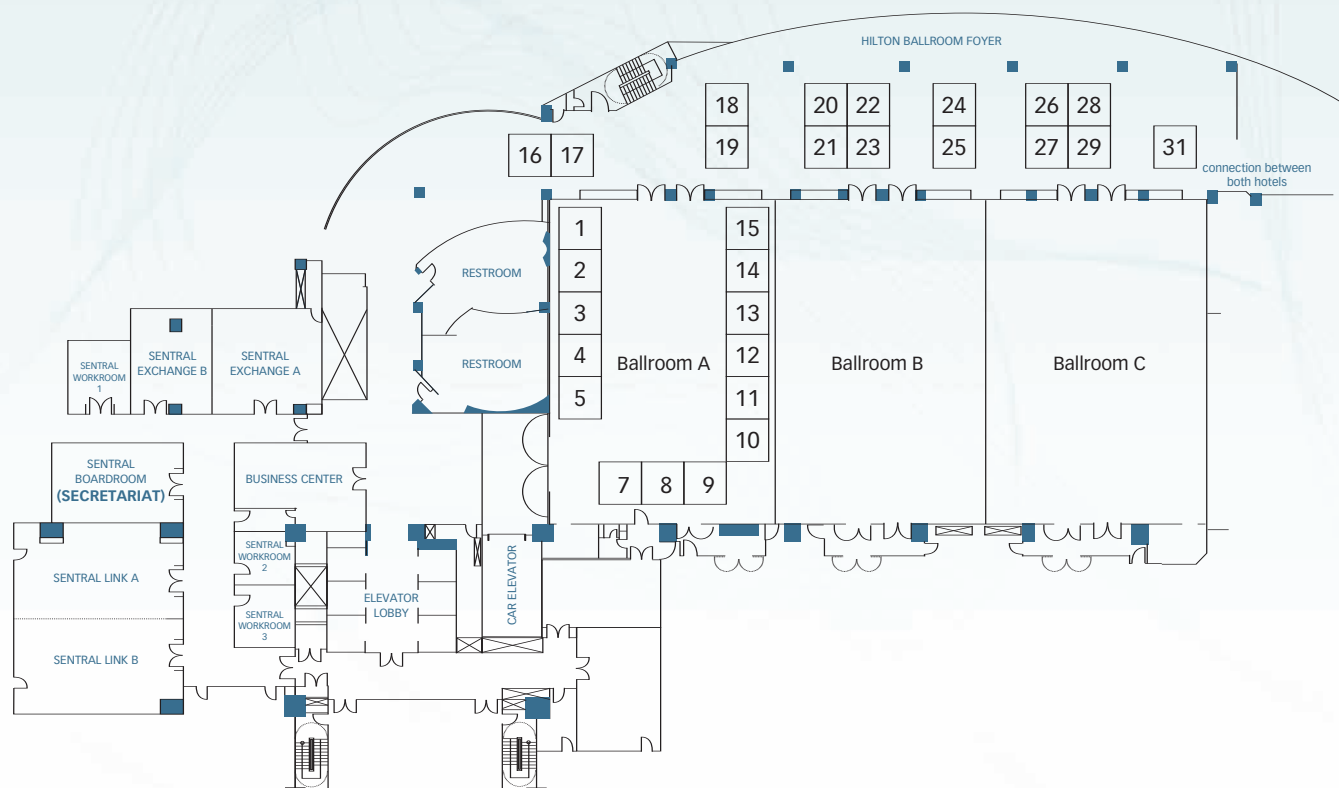 HILTON BALLROOM FOYER
18
20 22
24
26 28
16 17
19
21 23
25
27 29
31
connection between
both hotels
1
2
3
4
5
15
14
13
12
11
10
7 8 9
RESTROOM
RESTROOM
Ballroom A
Ballroom B
Ballroom C
SENTRAL
WORKROOM
1
SENTRAL
EXCHANGE B
SENTRAL
EXCHANGE A
SENTRAL
BOARDROOM
(SECRETARIAT)
BUSINESS CENTER
SENTRAL LINK A
SENTRAL
WORKROOM
2
SENTRAL
WORKROOM
3
ELEVATOR
LOBBY
CAR ELEVATOR
SENTRAL LINK B